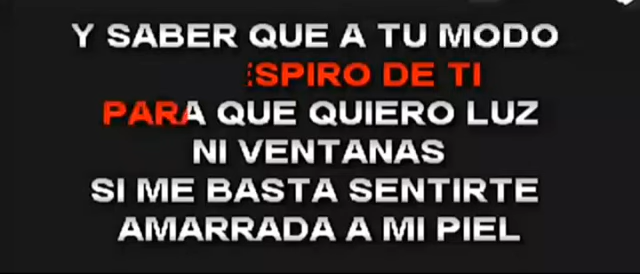 Y SABER QUE A TU MODO
SPIRO DE TI
PARA QUE QUIERO LUZ
NI VENTANAS
SI ME BASTA SENTIRTE
AMARRADA A MI PIEL